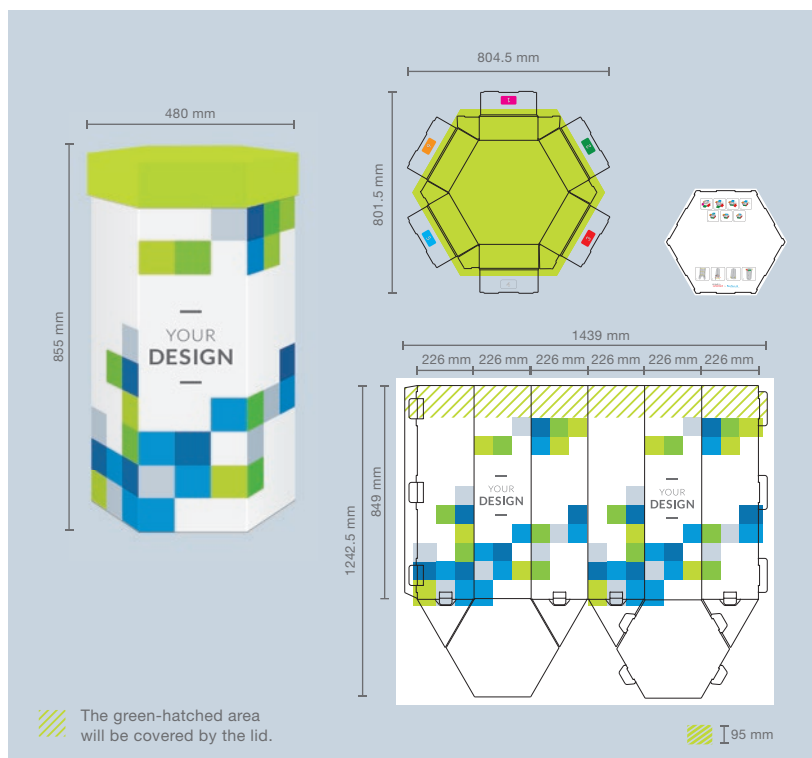 804.5 mm
480 mm
801.5 mm
855 mm
YOUR
DESIGN
1439 mm
226 mm 226 mm 226 mm 226 mm 226 mm 226 mm
1242.5 mm
849 mm
YOUR
DESIGN
YOUR
DESIGN
The green-hatched area
will be covered by the lid.
95 mm